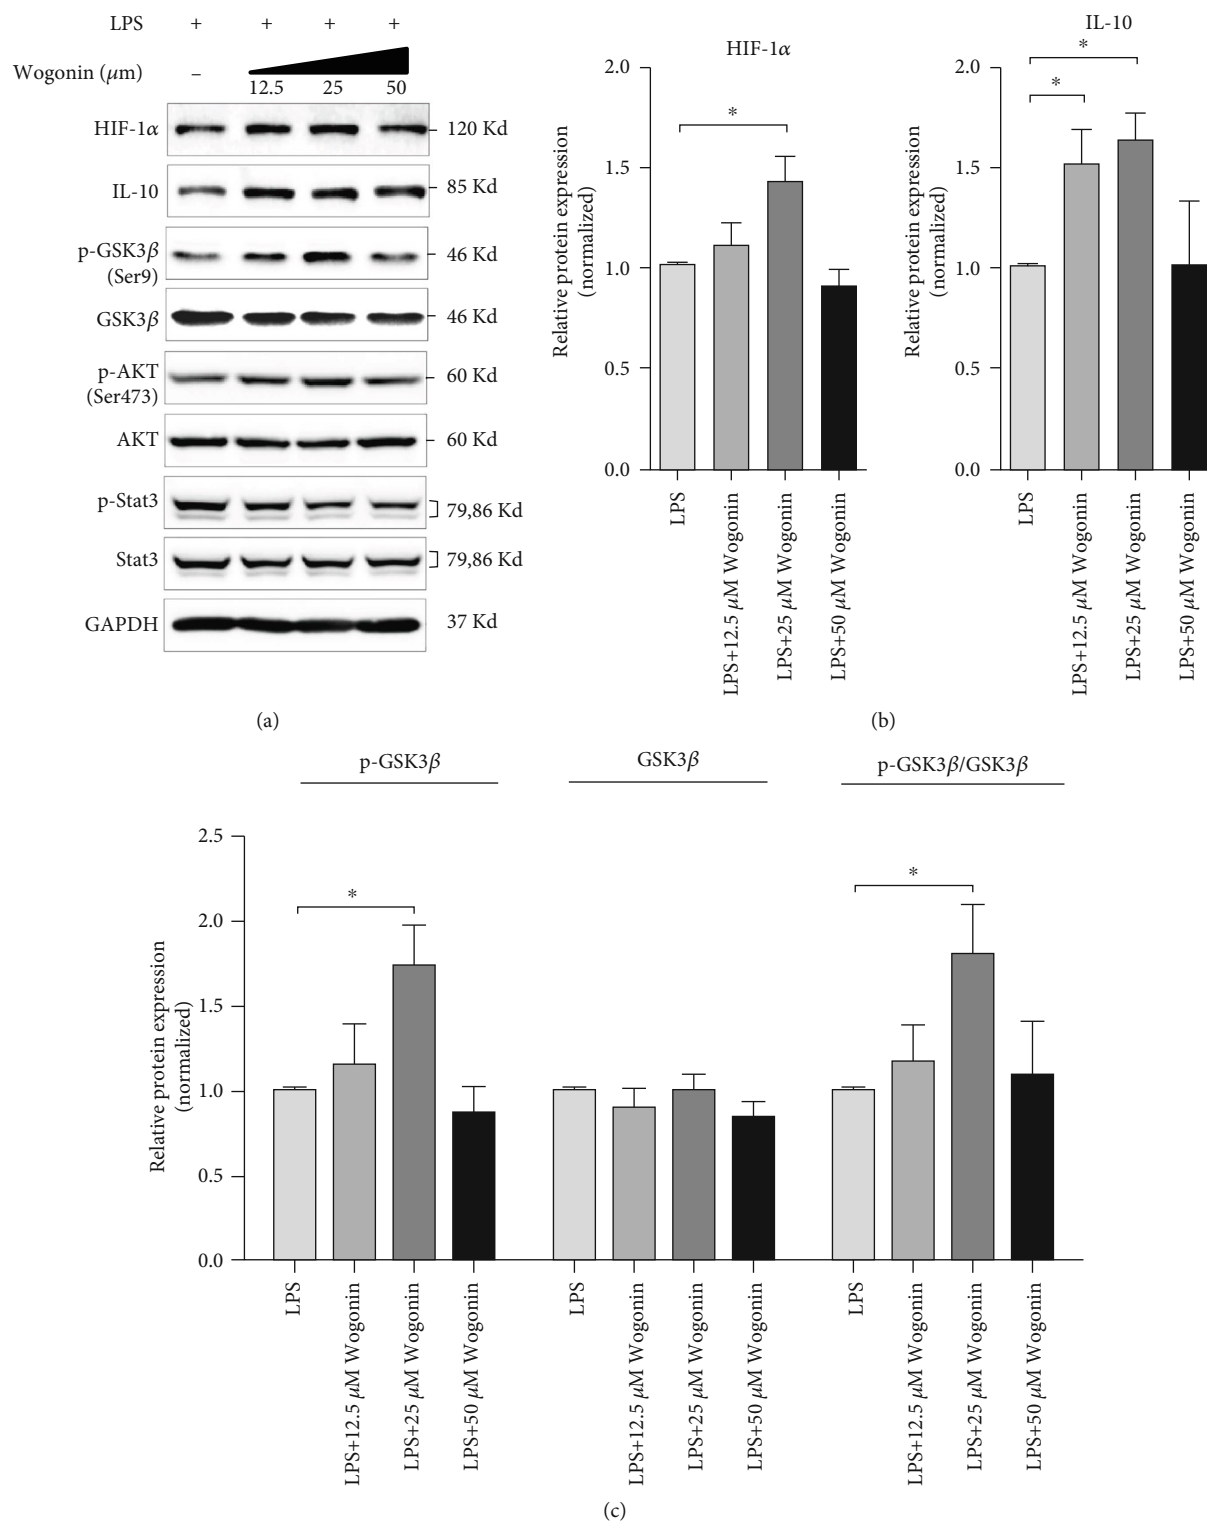 LPS + + + +
Wogonin (μm) – 12.5 25 50
HIF-1α 120 Kd
IL-10 85 Kd
p-GSK3β 46 Kd
(Ser9)
GSK3β 46 Kd
p-AKT 60 Kd
(Ser473)
AKT 60 Kd
p-Stat3 79,86 Kd
Stat3 79,86 Kd
GAPDH 37 Kd
(a)
HIF-1α
*
Relative protein expression
(normalized)
2.0
1.5
1.0
0.5
0.0
LPS
LPS+12.5 μM Wogonin
LPS+25 μM Wogonin
LPS+50 μM Wogonin
IL-10
*
*
Relative protein expression
(normalized)
2.0
1.5
1.0
0.5
0.0
LPS
LPS+12.5 μM Wogonin
LPS+25 μM Wogonin
LPS+50 μM Wogonin
(b)
p-GSK3β
GSK3β
p-GSK3β/GSK3β
*
*
Relative protein expression
(normalized)
2.5
2.0
1.5
1.0
0.5
0.0
LPS
LPS+12.5 μM Wogonin
LPS+25 μM Wogonin
LPS+50 μM Wogonin
LPS
LPS+12.5 μM Wogonin
LPS+25 μM Wogonin
LPS+50 μM Wogonin
LPS
LPS+12.5 μM Wogonin
LPS+25 μM Wogonin
LPS+50 μM Wogonin
(c)